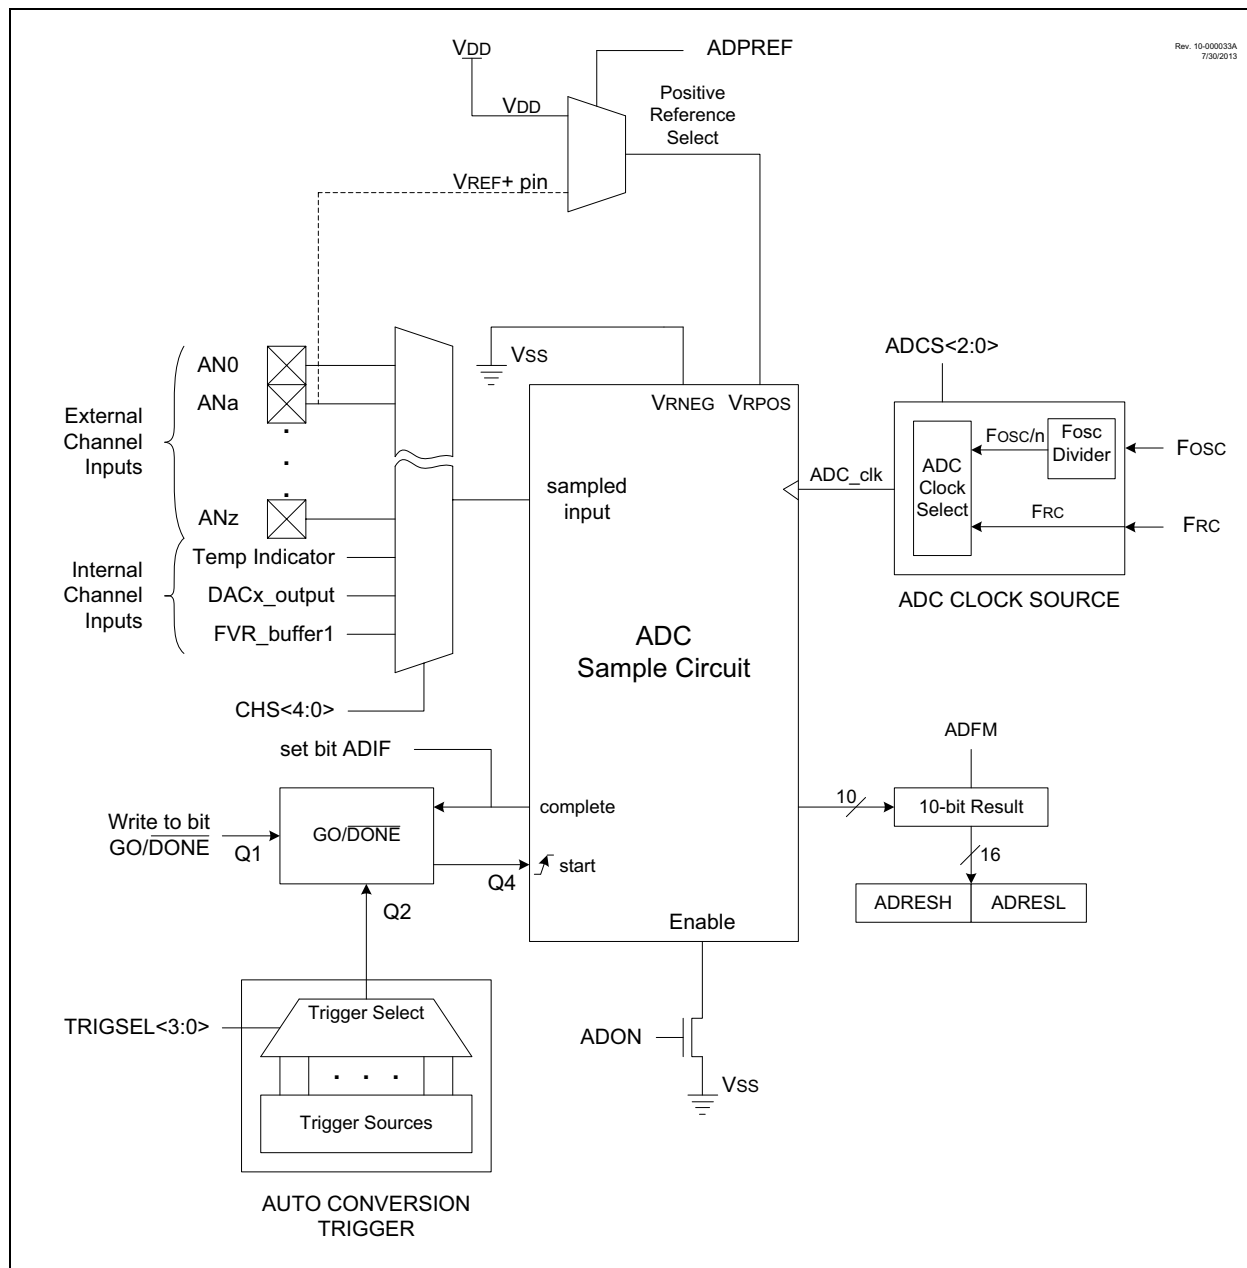 Rev. 10-000033A
7/30/2013
VDD
ADPREF
VDD
Positive
Reference
Select
VREF+ pin
VSS
ADCS<2:0>
AN0
ANa
External
Channel
Inputs
VRNEG VRPOS
FOSC/n
Fosc
Divider
FOSC
ADC
Clock
Select
ADC_clk
sampled
input
FRC
FRC
ANz
Temp Indicator
Internal
Channel
Inputs
DACx_output
FVR_buffer1
ADC CLOCK SOURCE
ADC
Sample Circuit
CHS<4:0>
set bit ADIF
ADFM
Write to bit
GO/DONE
Q1
GO/DONE
complete
10
10-bit Result
Q4
start
16
Q2
ADRESH ADRESL
Enable
TRIGSEL<3:0>
Trigger Select
. . .
Trigger Sources
ADON
VSS
AUTO CONVERSION
TRIGGER